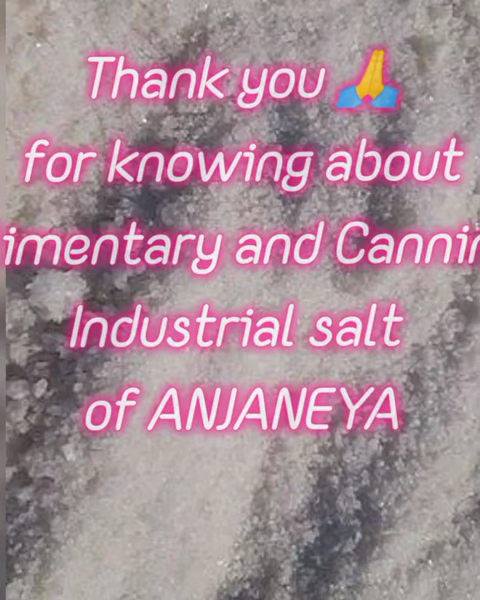 Thank you 🙏
for knowing about
imentary and Cannin
Industrial salt
of ANJANEYA